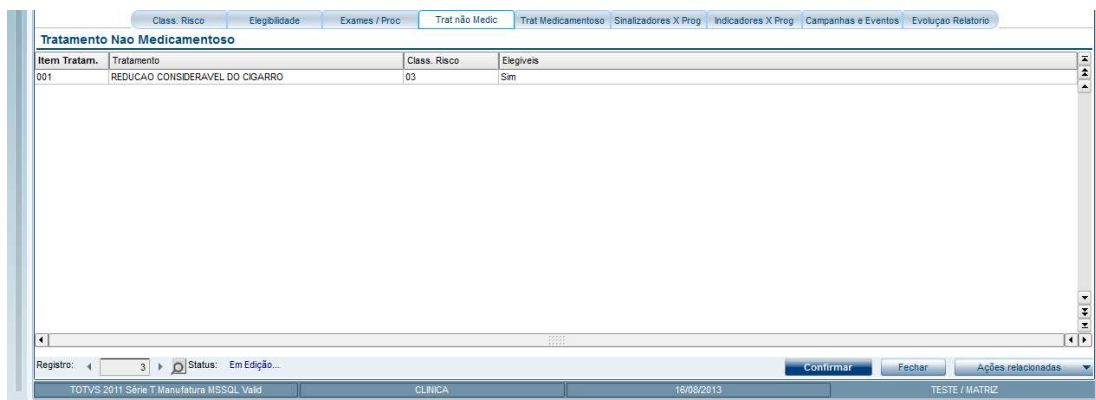 Class. Risco Elegibilidade Exames / Proc Trat não Medic Trat Medicamentoso Sinalizadores X Prog Indicadores X Prog Campanhas e Eventos Evoluçao Relatorio
Tratamento Nao Medicamentoso
Item Tratam. Tratamento Class. Risco Elegiveis
001 REDUCAO CONSIDERAVEL DO CIGARRO 03 Sim
Registro: 3 Status: Em Edição... Confirmar Fechar Ações relacionadas
TOTVS 2011 Série T Manufatura MSSQL Valid CLINICA 16/08/2013 TESTE / MATRIZ